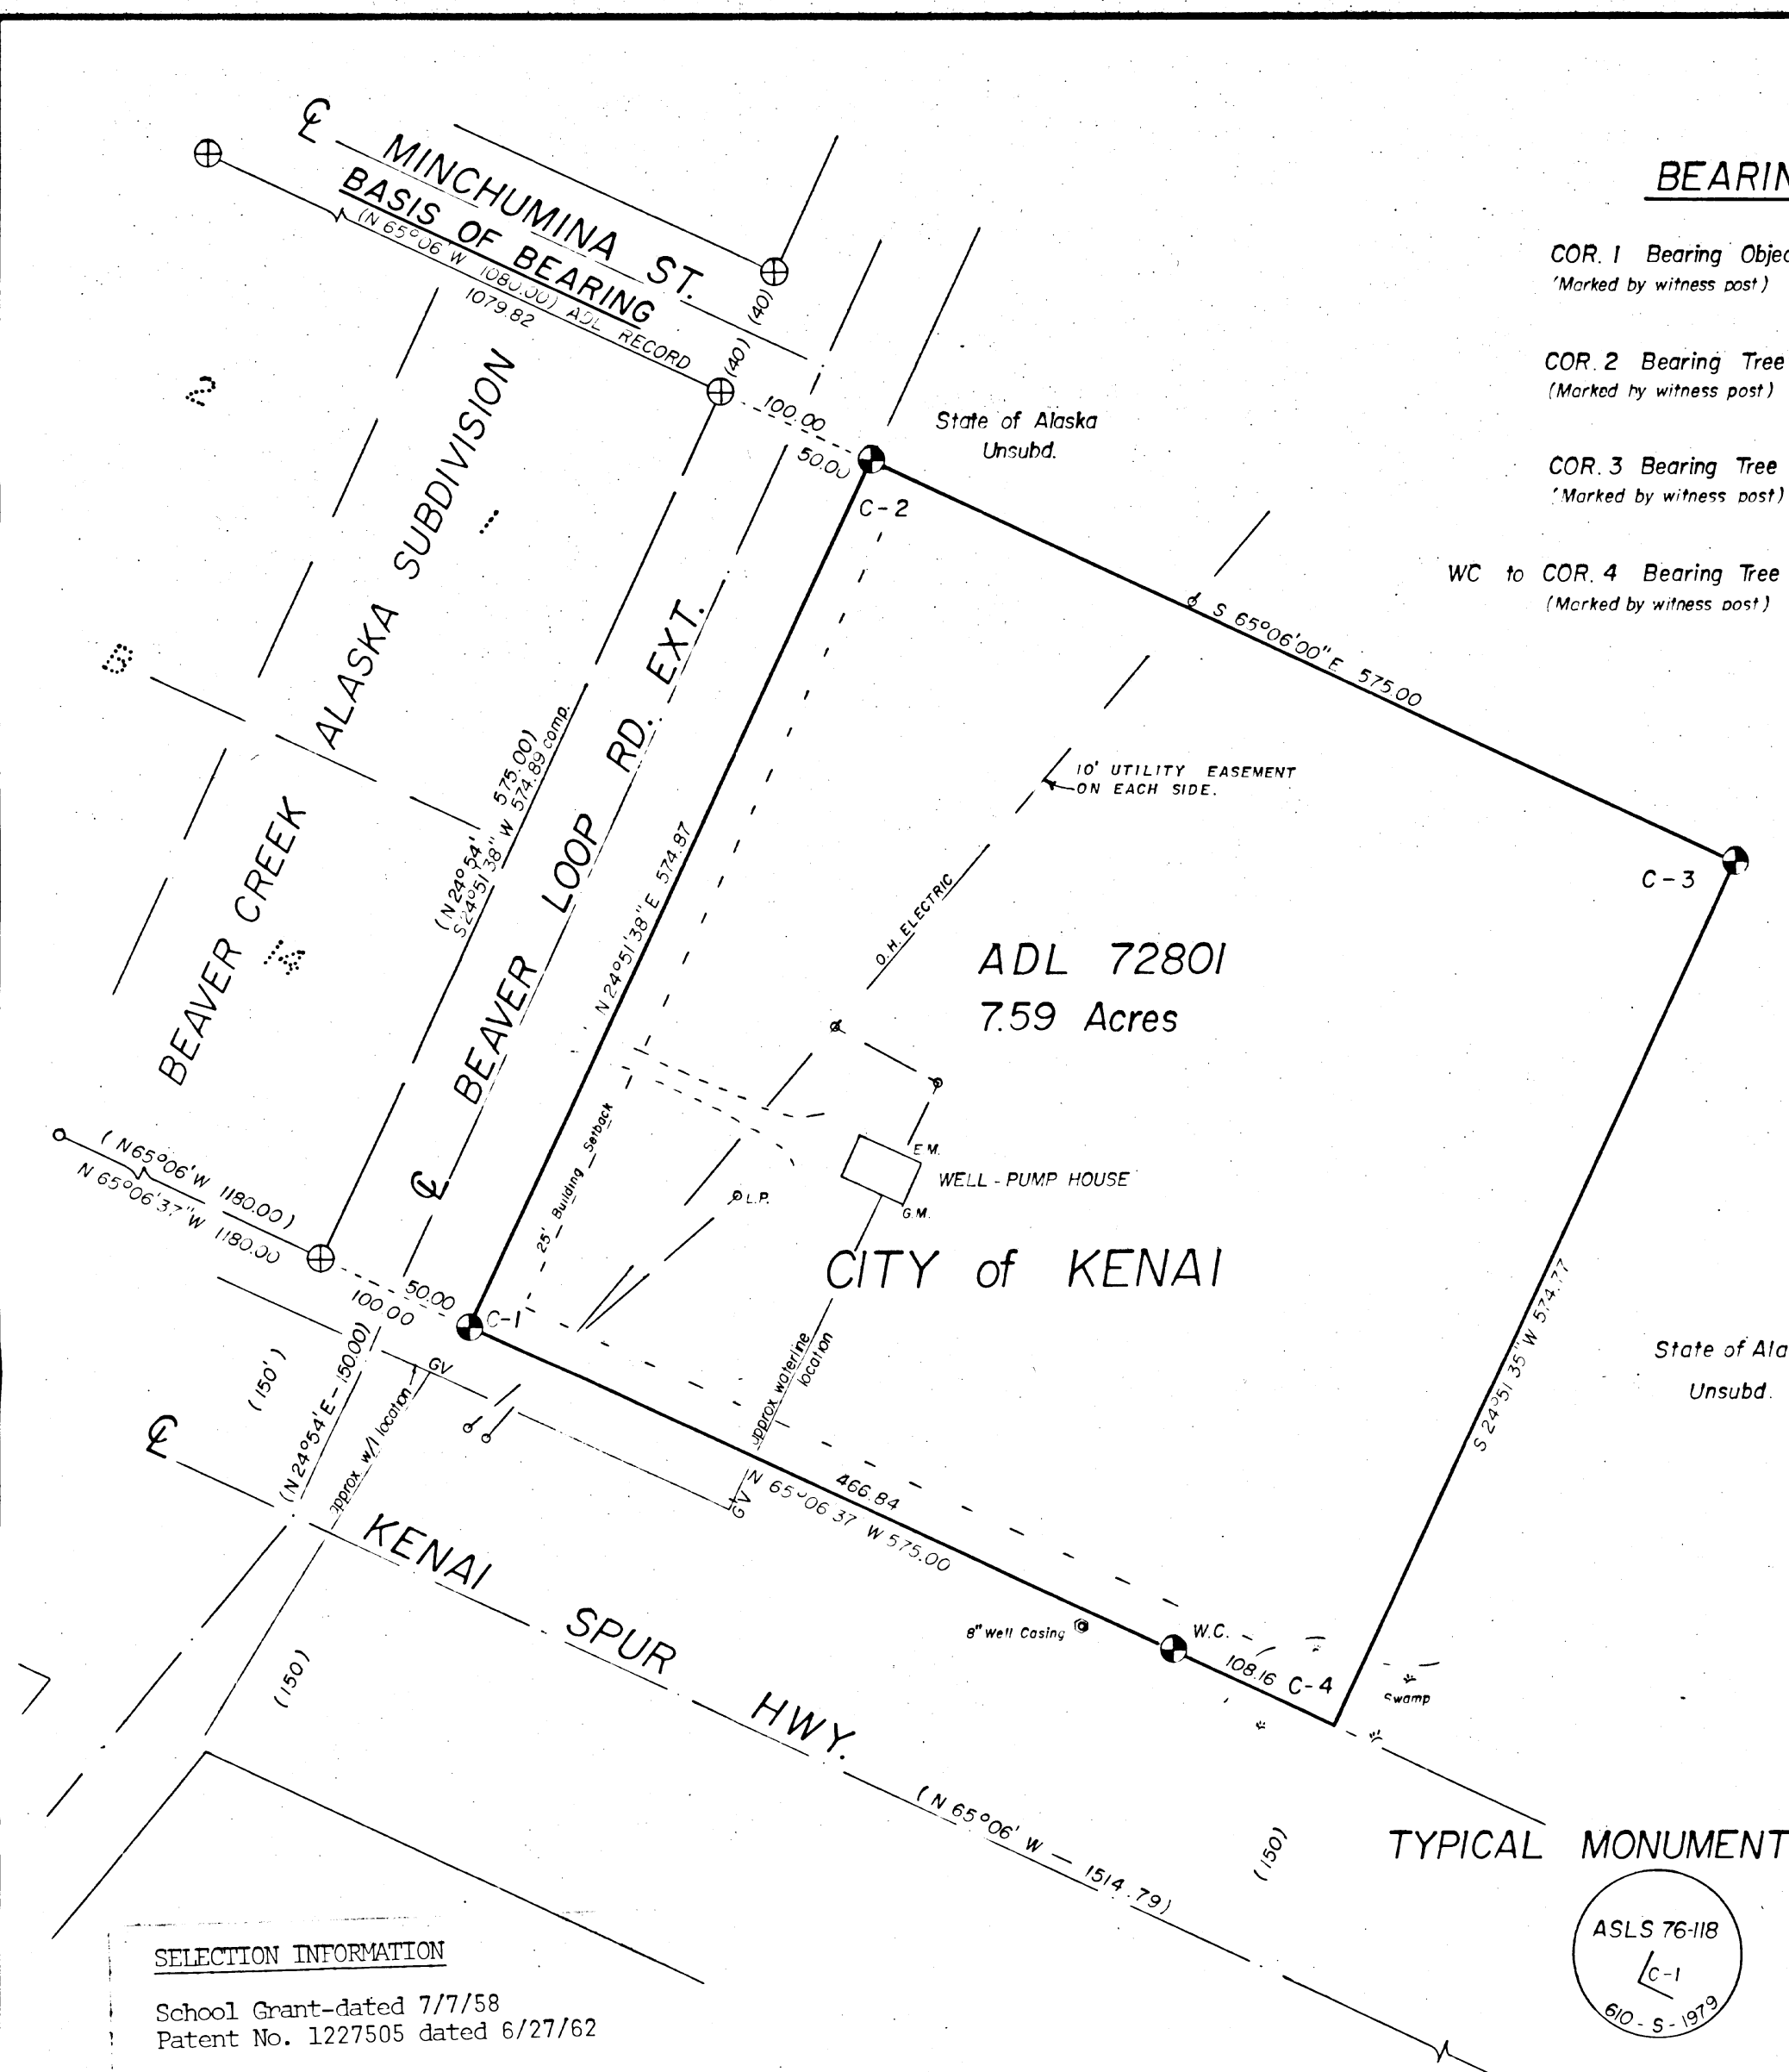 ℄ MINCHUMINA ST.
BASIS OF BEARING
(N 65°06' W 1080.00) ADL RECORD
1079.82
(40)
(40)
100.00
50.00
State of Alaska
Unsubd.
C-2
BEARIN
COR. 1 Bearing Objec
'Marked by witness post)
COR. 2 Bearing Tree
(Marked by witness post)
COR. 3 Bearing Tree
'Marked by witness post)
WC to COR. 4 Bearing Tree
(Marked by witness post)
2
1
13
14
BEAVER CREEK ALASKA SUBDIVISION
(N 24°54' 575.00)
S 24°51'38" W 574.89 comp.
℄ BEAVER LOOP RD. EXT.
N 24°51'38" E 574.87
S 65°06'00" E 575.00
10' UTILITY EASEMENT
ON EACH SIDE.
C-3
O.H. ELECTRIC
ADL 72801
7.59 Acres
25' Building Setback
E.M.
WELL - PUMP HOUSE
G.M.
L.P.
CITY of KENAI
(N 65°06' W 1180.00)
N 65°06'37" W 1180.00
50.00
100.00
C-1
(150')
(N 24°54' E - 150.00)
GV
approx w/l location
approx waterline
location
GV
S 24°51'35" W 574.77
State of Ala
Unsubd.
466.84
N 65°06 37 W 575.00
8" Well Casing
W.C.
108.16
C-4
Swamp
℄ KENAI SPUR HWY.
(150)
(N 65°06' W — 1514.79)
(150)
TYPICAL MONUMENT
ASLS 76-118
C-1
610 - S - 1979
SELECTION INFORMATION
School Grant-dated 7/7/58
Patent No. 1227505 dated 6/27/62